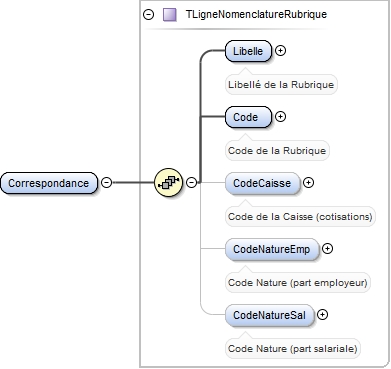 TLigneNomenclatureRubrique
Libelle
Libellé de la Rubrique
Code
Code de la Rubrique
Correspondance
CodeCaisse
Code de la Caisse (cotisations)
CodeNatureEmp
Code Nature (part employeur)
CodeNatureSal
Code Nature (part salariale)